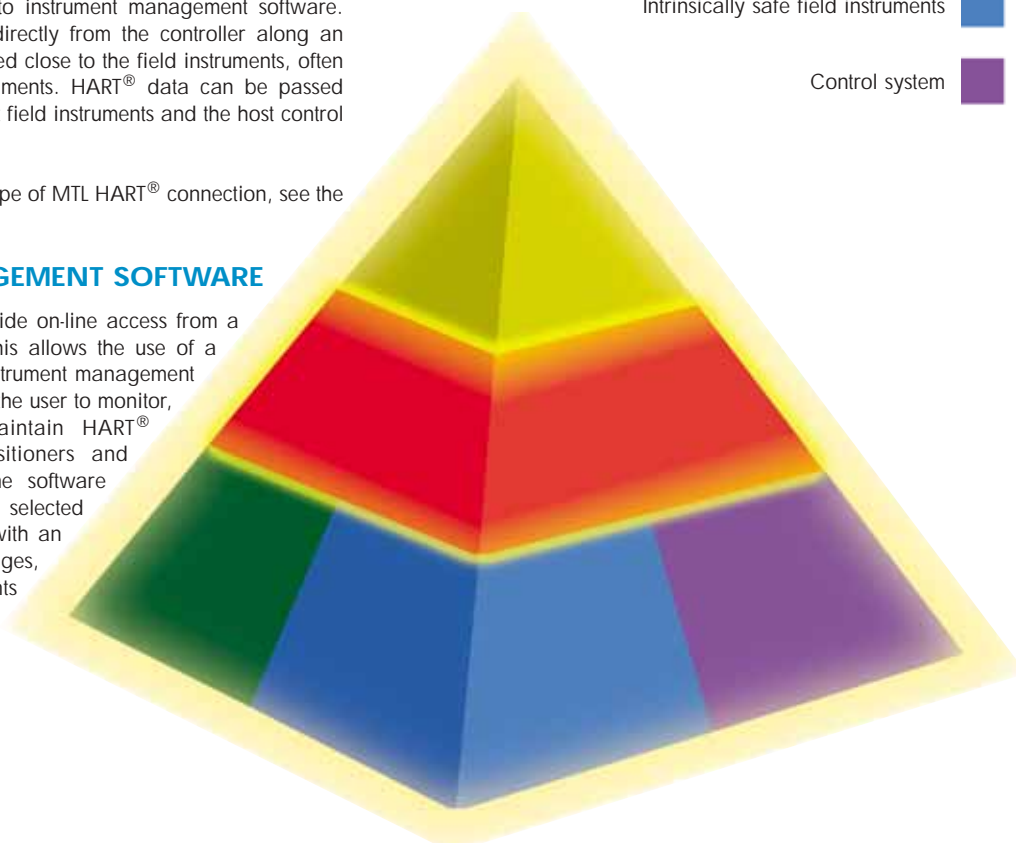 to instrument management software.
directly from the controller along an
ed close to the field instruments, often
ments. HART® data can be passed
field instruments and the host control
pe of MTL HART® connection, see the
GEMENT SOFTWARE
ide on-line access from a
his allows the use of a
strument management
he user to monitor,
aintain HART®
sitioners and
ne software
selected
with an
ges,
nts
Intrinsically safe field instruments
Control system